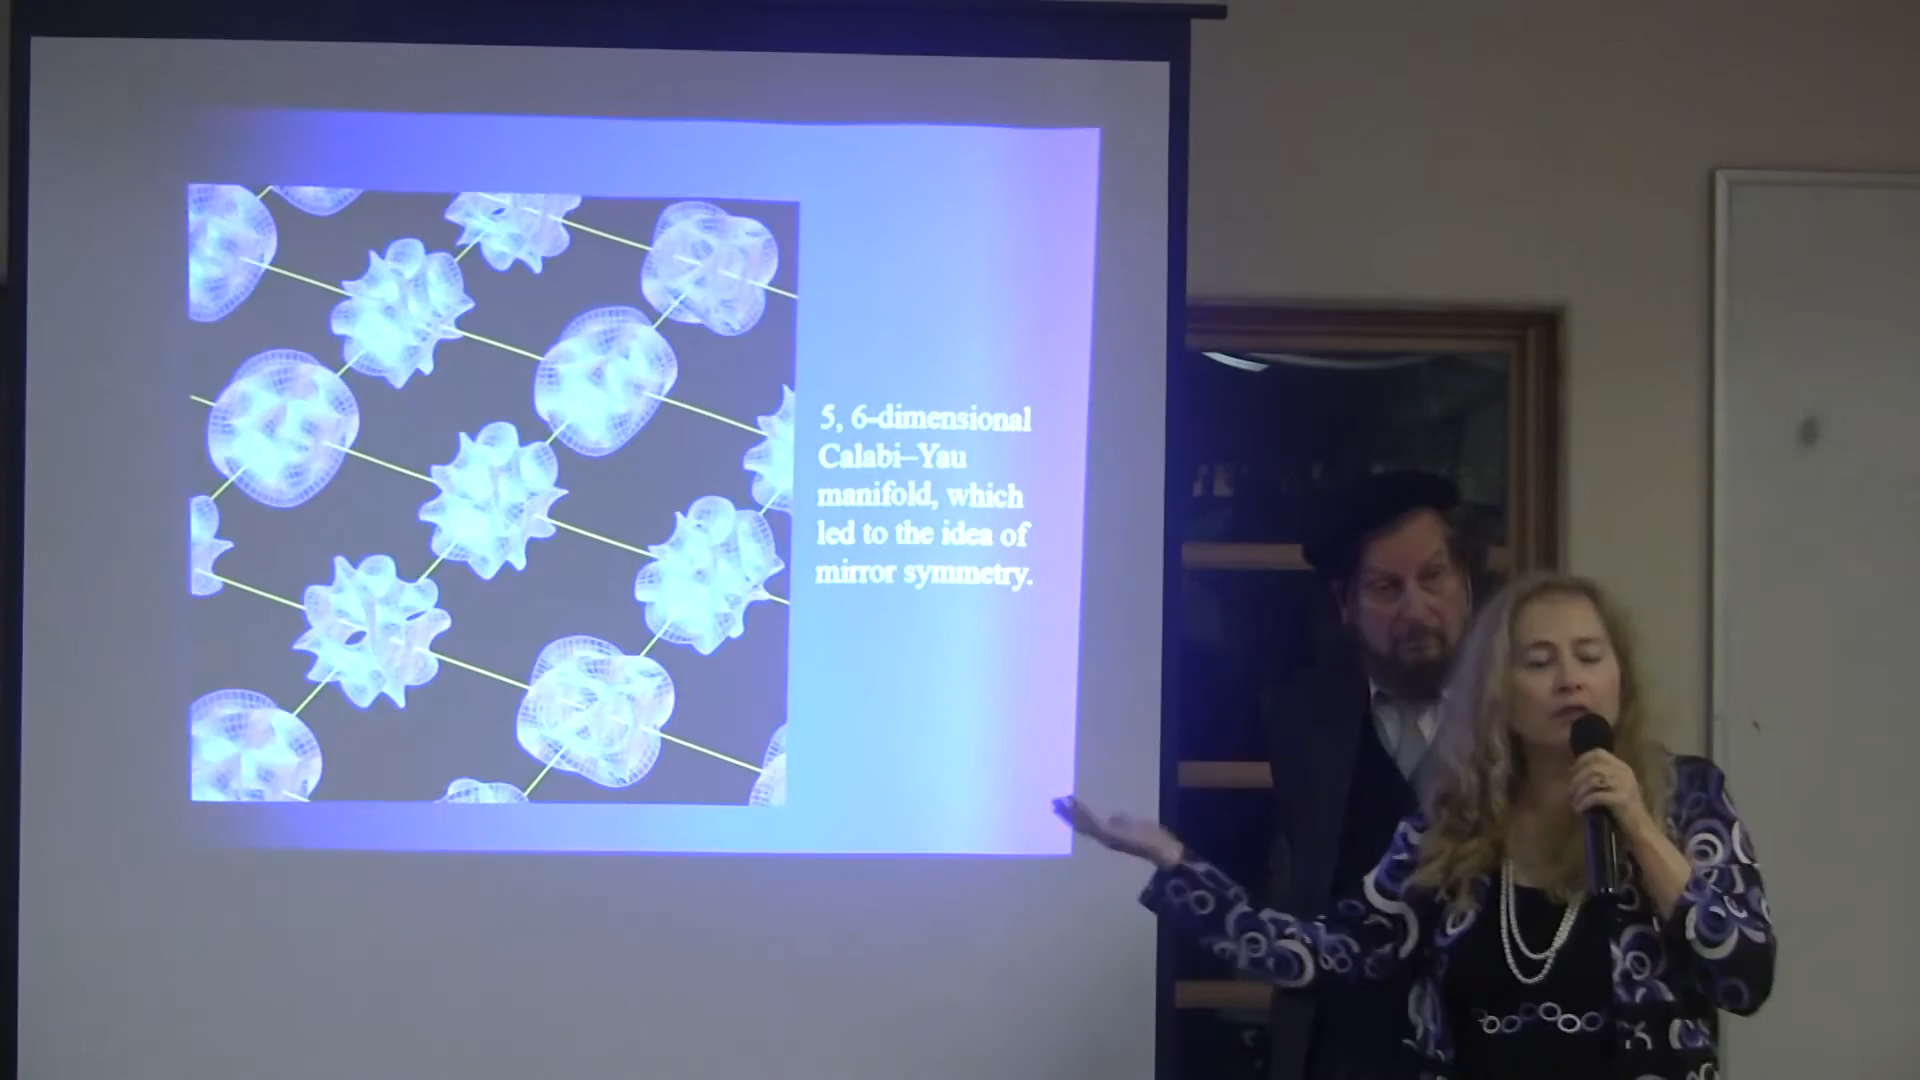 5, 6-dimensional
Calabi–Yau
manifold, which
led to the idea of
mirror symmetry.